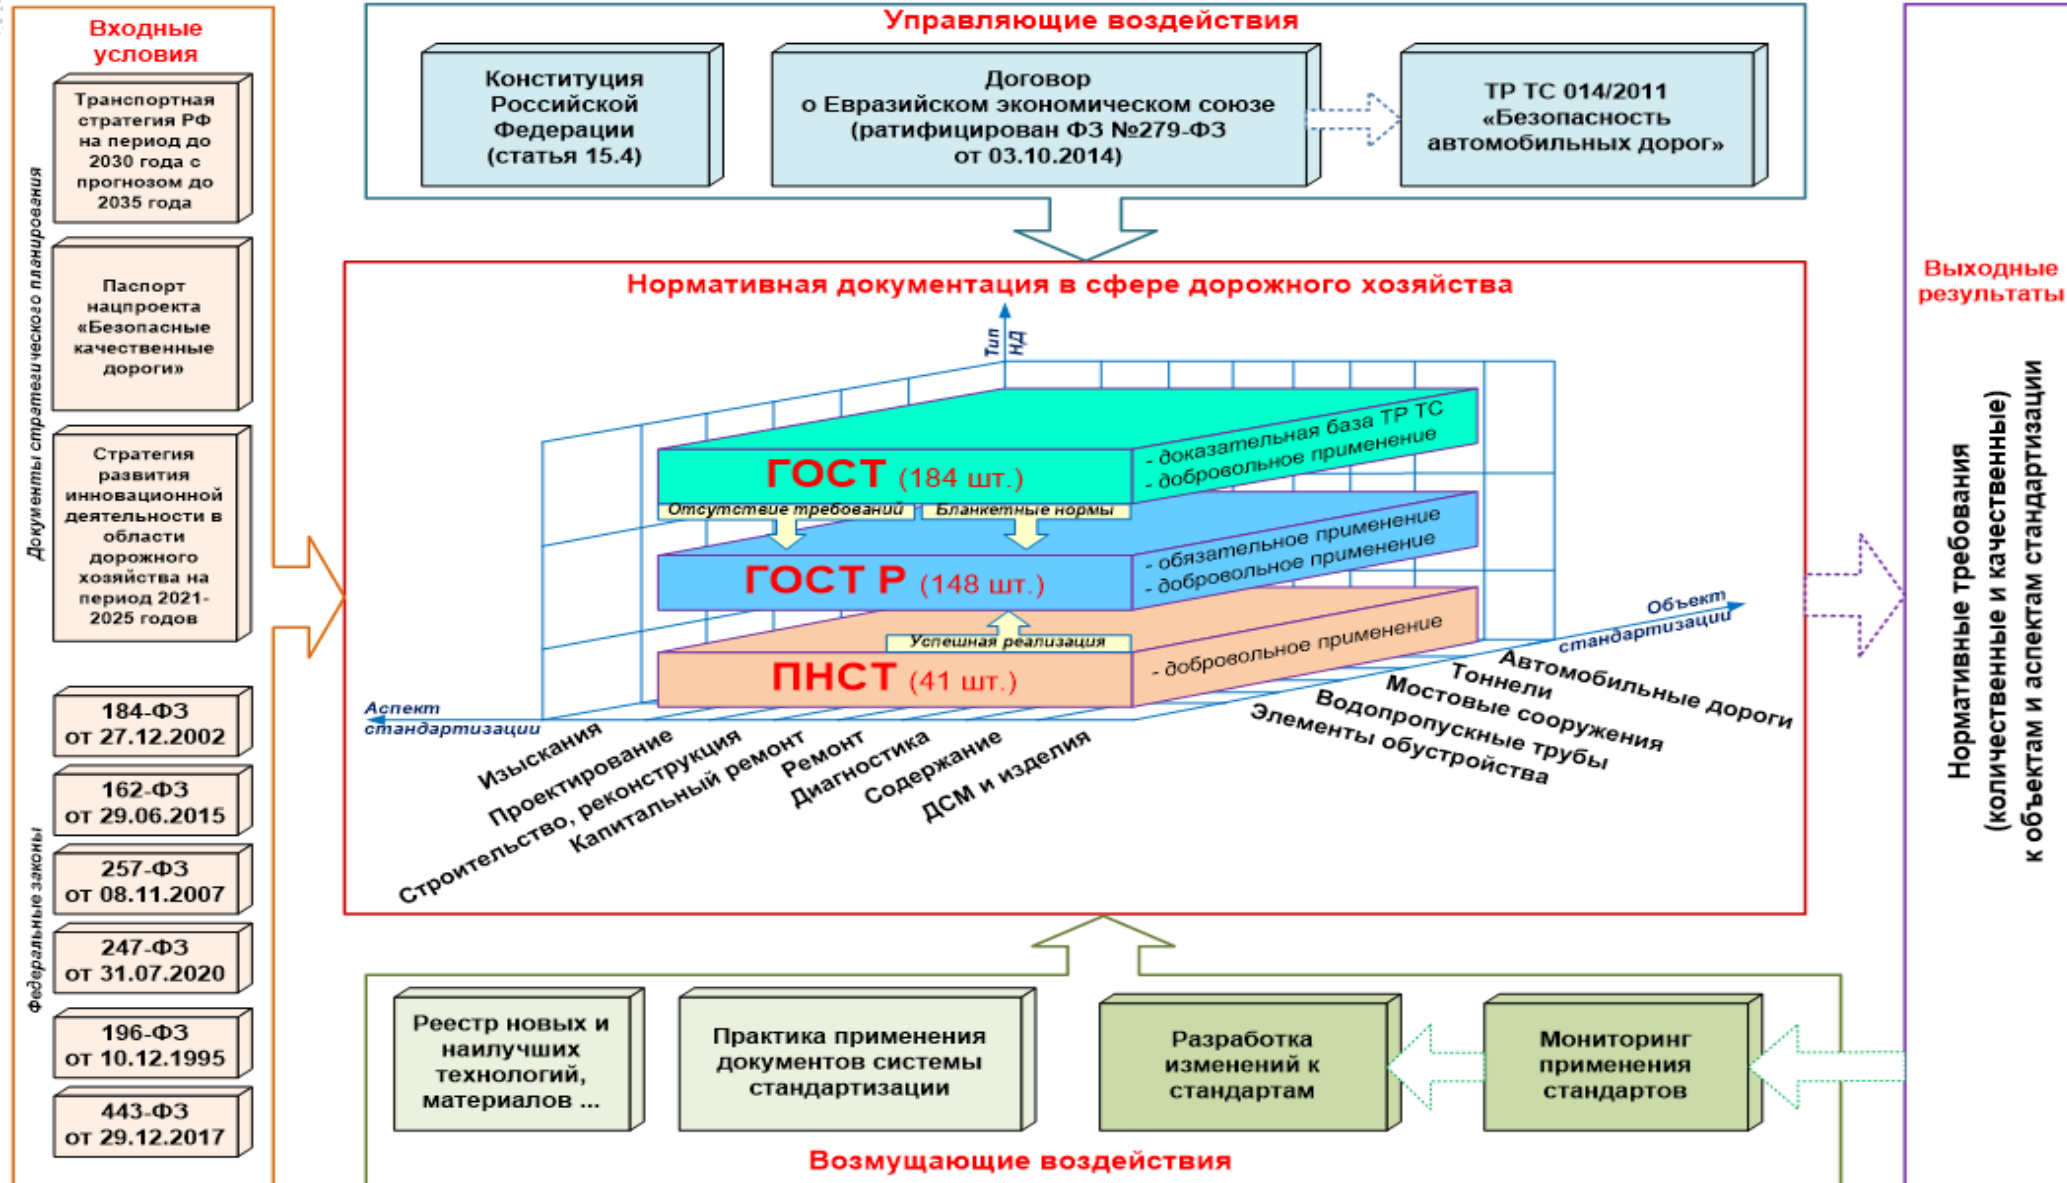 Входные
условия
Документы стратегического планирования
Транспортная
стратегия РФ
на период до
2030 года с
прогнозом до
2035 года
Паспорт
нацпроекта
«Безопасные
качественные
дороги»
Стратегия
развития
инновационной
деятельности в
области
дорожного
хозяйства на
период 2021-
2025 годов
Федеральные законы
184-ФЗ
от 27.12.2002
162-ФЗ
от 29.06.2015
257-ФЗ
от 08.11.2007
247-ФЗ
от 31.07.2020
196-ФЗ
от 10.12.1995
443-ФЗ
от 29.12.2017
Управляющие воздействия
Конституция
Российской
Федерации
(статья 15.4)
Договор
о Евразийском экономическом союзе
(ратифицирован ФЗ №279-ФЗ
от 03.10.2014)
ТР ТС 014/2011
«Безопасность
автомобильных дорог»
Нормативная документация в сфере дорожного хозяйства
Тип
НД
ГОСТ (184 шт.)
- доказательная база ТР ТС
- добровольное применение
Отсутствие требований
Бланкетные нормы
ГОСТ Р (148 шт.)
- обязательное применение
- добровольное применение
Успешная реализация
ПНСТ (41 шт.)
- добровольное применение
Аспект
стандартизации
Изыскания
Проектирование
Строительство, реконструкция
Капитальный ремонт
Ремонт
Диагностика
Содержание
ДСМ и изделия
Объект
стандартизации
Автомобильные дороги
Тоннели
Мостовые сооружения
Водопропускные трубы
Элементы обустройства
Реестр новых и
наилучших
технологий,
материалов ...
Практика применения
документов системы
стандартизации
Разработка
изменений к
стандартам
Мониторинг
применения
стандартов
Возмущающие воздействия
Выходные
результаты
Нормативные требования
(количественные и качественные)
к объектам и аспектам стандартизации